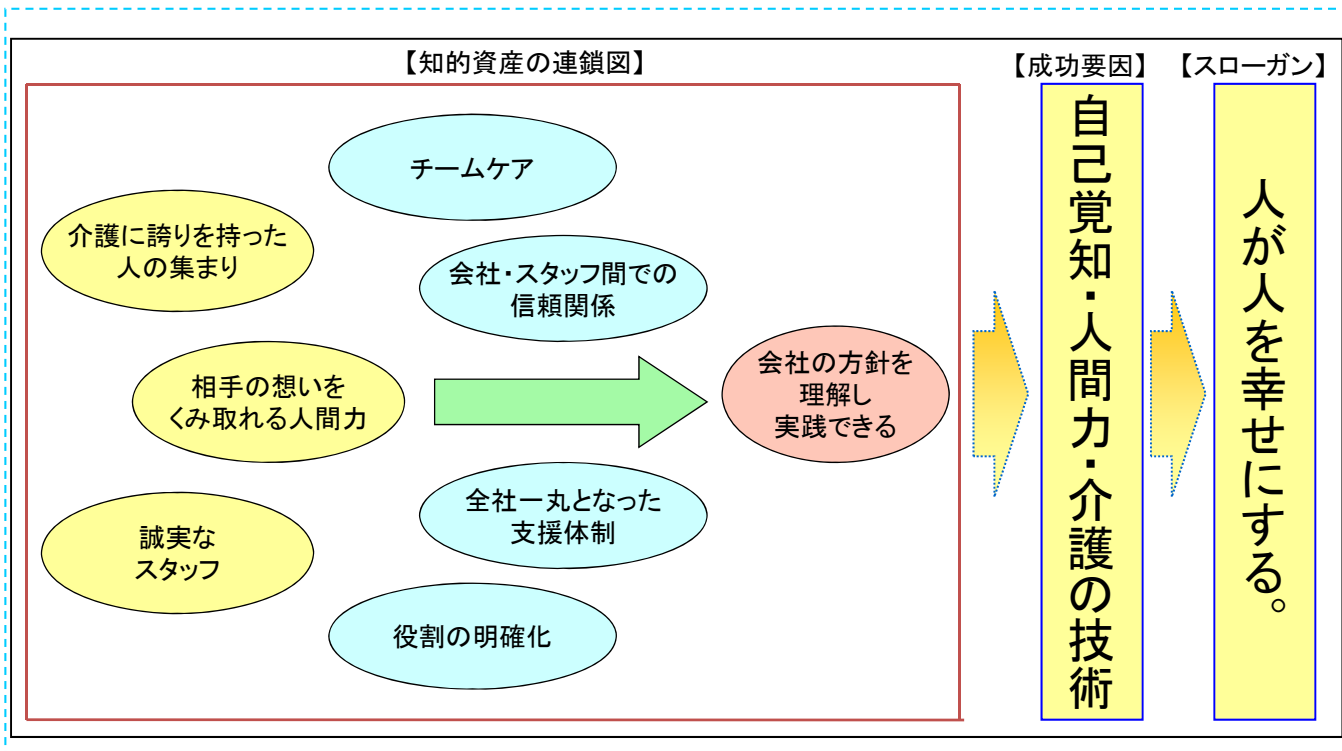 【知的資産の連鎖図】
チームケア
介護に誇りを持った
人の集まり
会社・スタッフ間での
信頼関係
相手の想いを
くみ取れる人間力
会社の方針を
理解し
実践できる
全社一丸となった
支援体制
誠実な
スタッフ
役割の明確化
【成功要因】
自己覚知・人間力・介護の技術
【スローガン】
人が人を幸せにする。